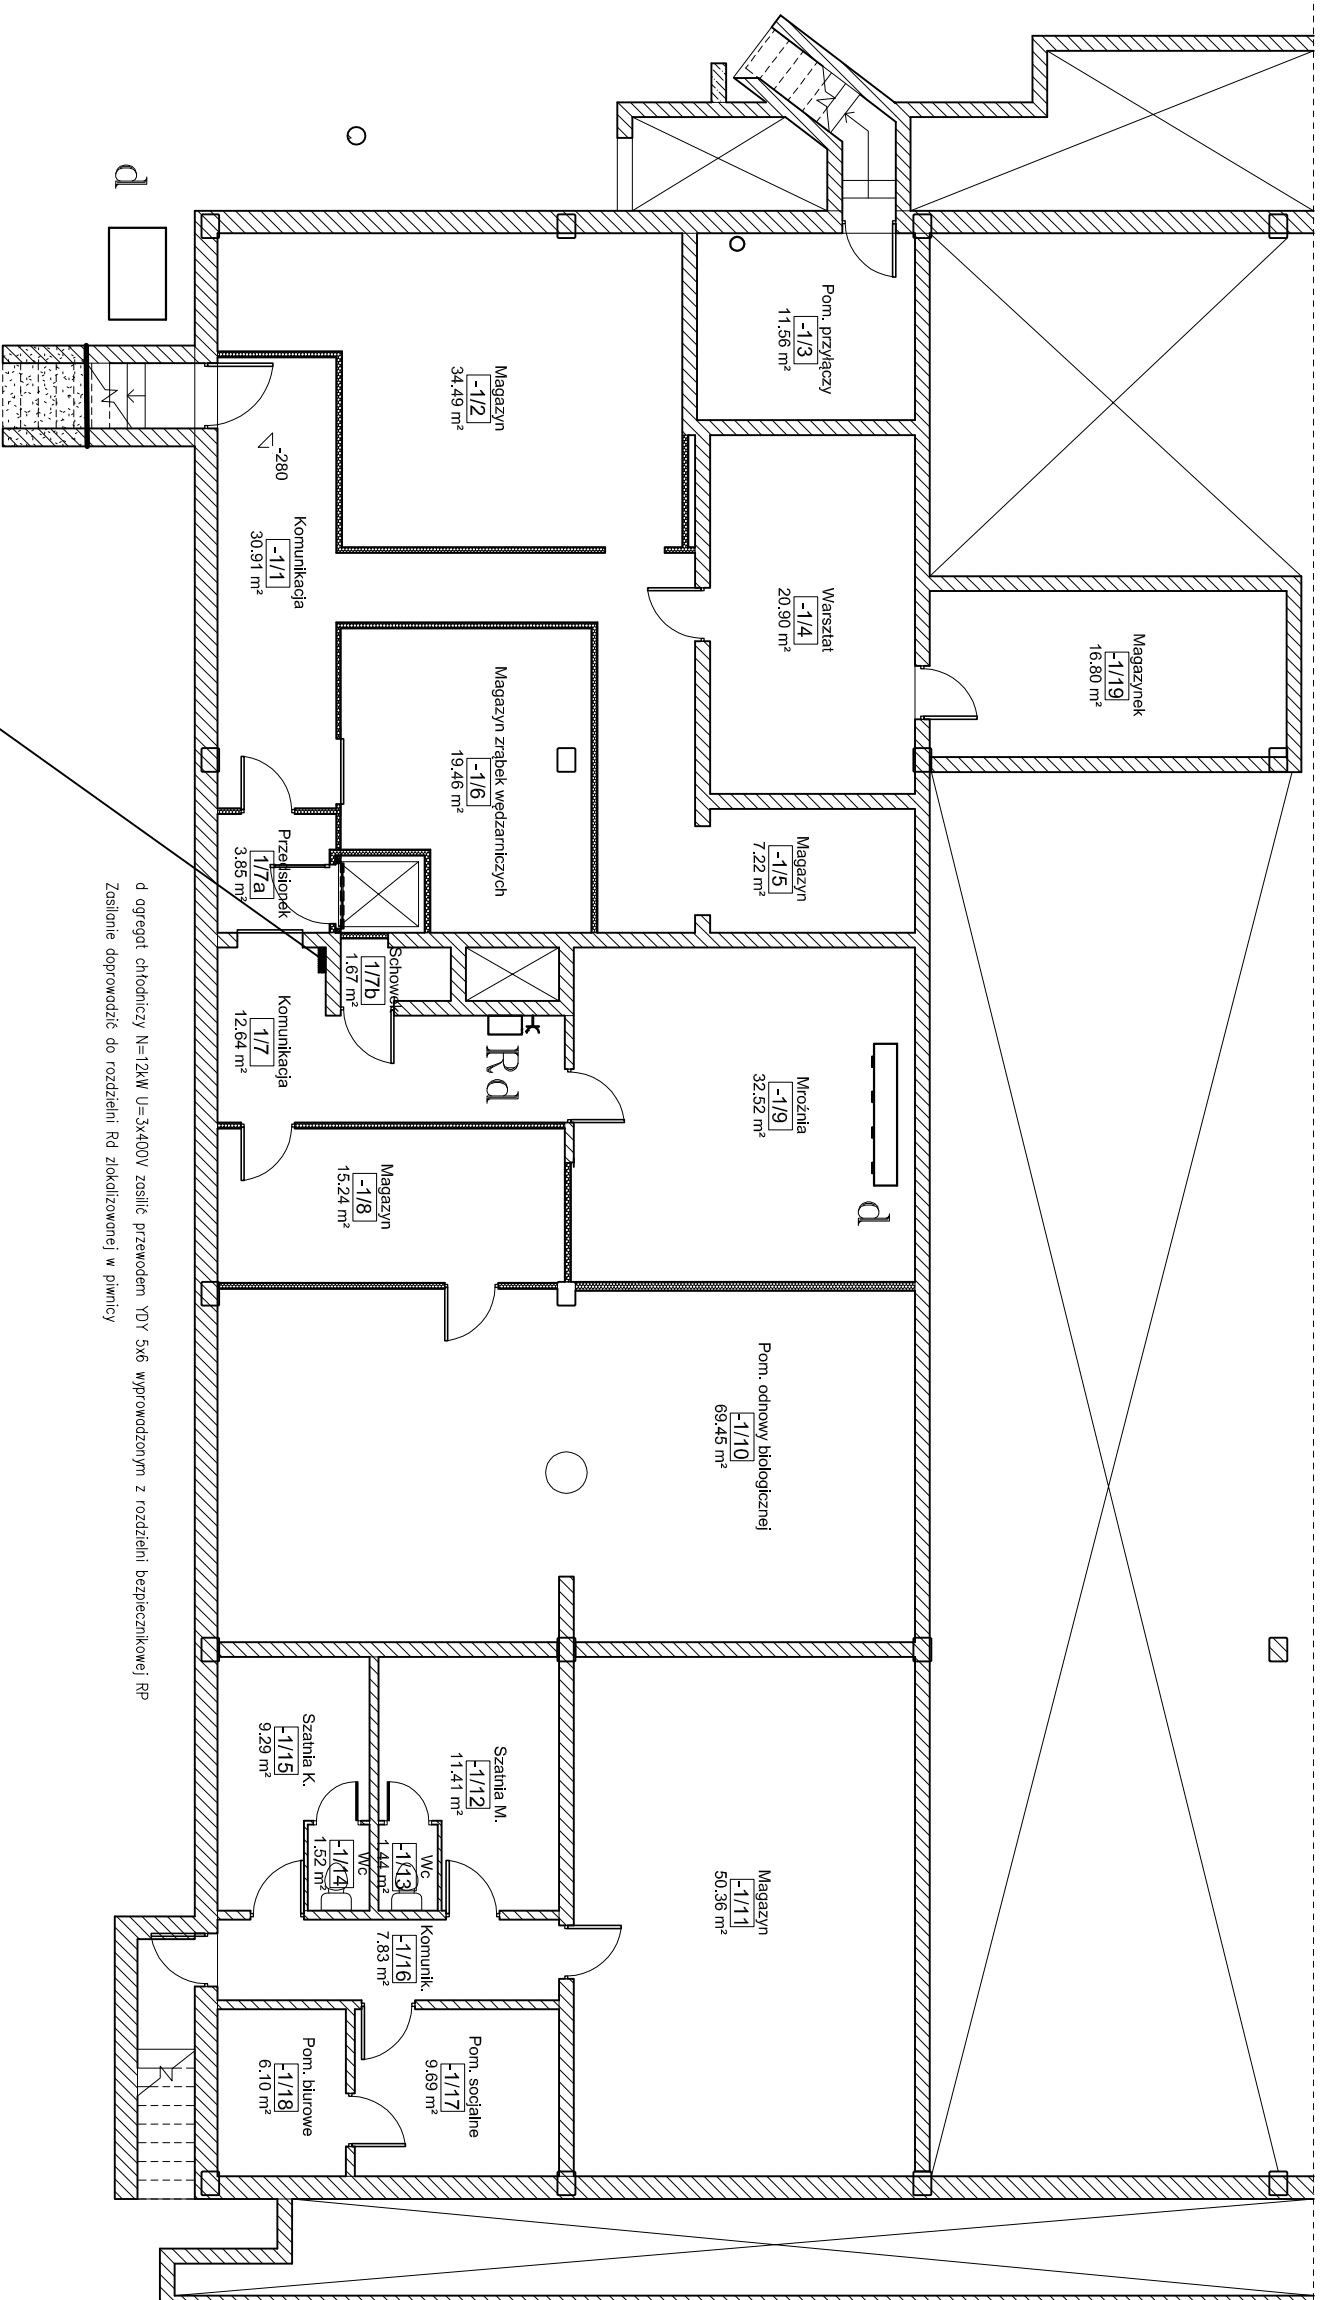 Pom. przyłączy
-1/3
11.56 m²
Magazyn
-1/2
34.49 m²
-280
Komunikacja
-1/1
30.91 m²
Magazynek
-1/19
16.80 m²
Warsztat
-1/4
20.90 m²
Magazyn
-1/5
7.22 m²
Magazyn zrąbek wędzarniczych
-1/6
19.46 m²
Przedsionek
1/7a
3.85 m²
Schowek
1/7b
1.67 m²
Komunikacja
1/7
12.64 m²
Rd
Mroźnia
-1/9
32.52 m²
d
Magazyn
-1/8
15.24 m²
Pom. odnowy biologicznej
-1/10
69.45 m²
Magazyn
-1/11
50.36 m²
Szatnia M.
-1/12
11.41 m²
Szatnia K.
-1/15
9.29 m²
Wc
-1/13
1.44 m²
Wc
-1/14
1.52 m²
Komunik.
-1/16
7.83 m²
Pom. socjalne
-1/17
9.69 m²
Pom. biurowe
-1/18
6.10 m²
d
d agregat chłodniczy N=12kW U=3x400V zasilić przewodem YDY 5x6 wyprowadzonym z rozdzielni bezpiecznikowej RP
Zasilanie doprowadzić do rozdzielni Rd zlokalizowanej w piwnicy